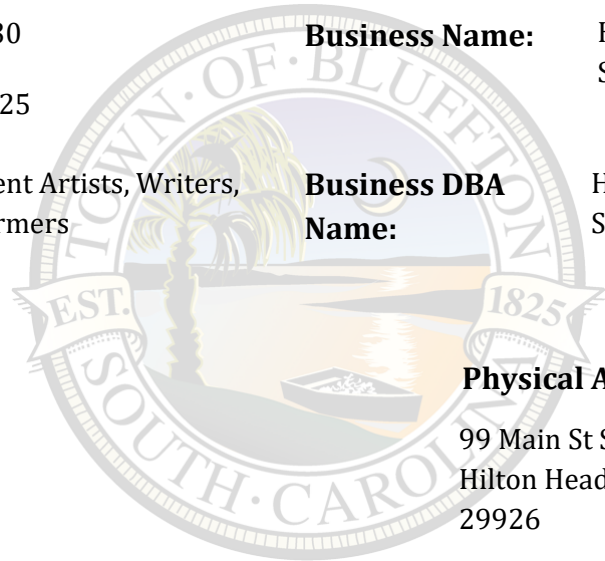 30
Business Name:
25
ent Artists, Writers,
rmers
Business DBA
Name:
H
S
TOWN · OF · BLUFFTON
EST.
1825
SOUTH · CAROLINA
Physical A
99 Main St S
Hilton Head
29926